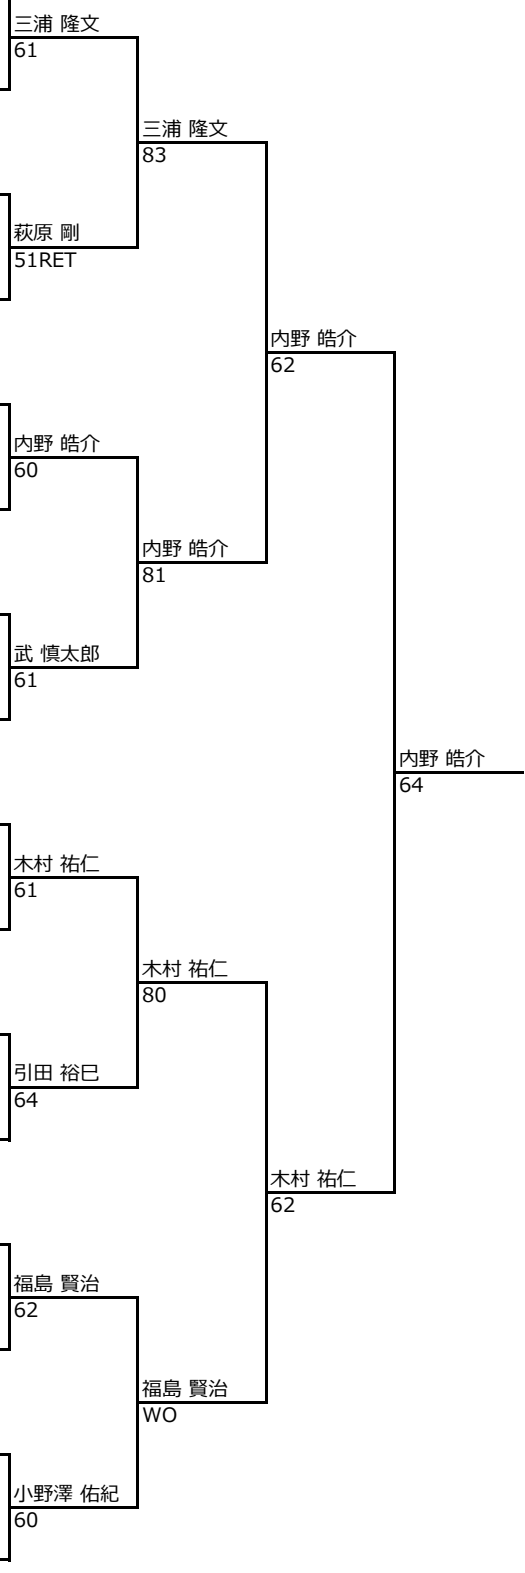 三浦 隆文
61
三浦 隆文
83
萩原 剛
51RET
内野 皓介
62
内野 皓介
60
内野 皓介
81
武 慎太郎
61
内野 皓介
64
木村 祐仁
61
木村 祐仁
80
引田 裕巳
64
木村 祐仁
62
福島 賢治
62
福島 賢治
WO
小野澤 佑紀
60